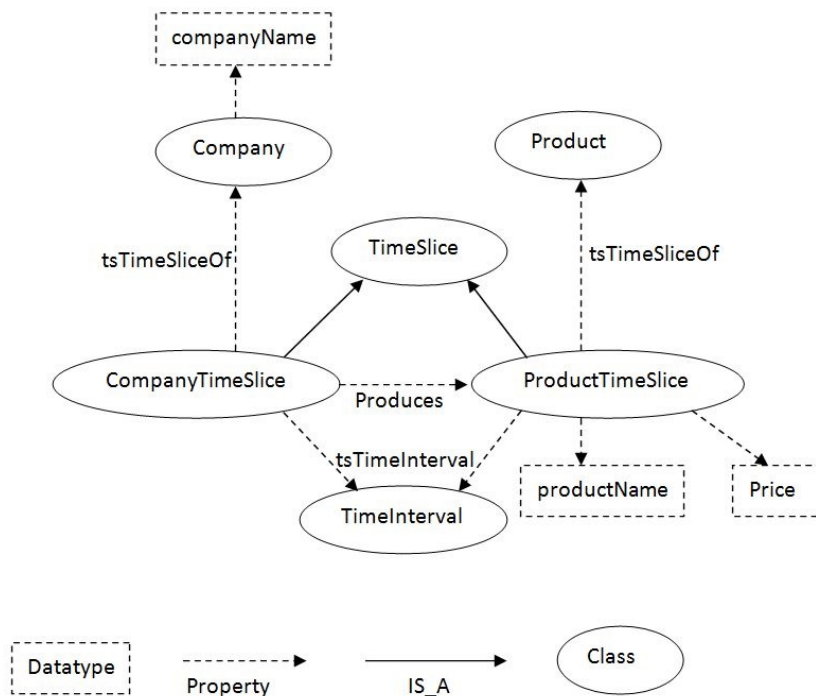 companyName
Company
Product
TimeSlice
tsTimeSliceOf
tsTimeSliceOf
CompanyTimeSlice
ProductTimeSlice
Produces
tsTimeInterval
productName
Price
TimeInterval
Datatype
Property
IS_A
Class